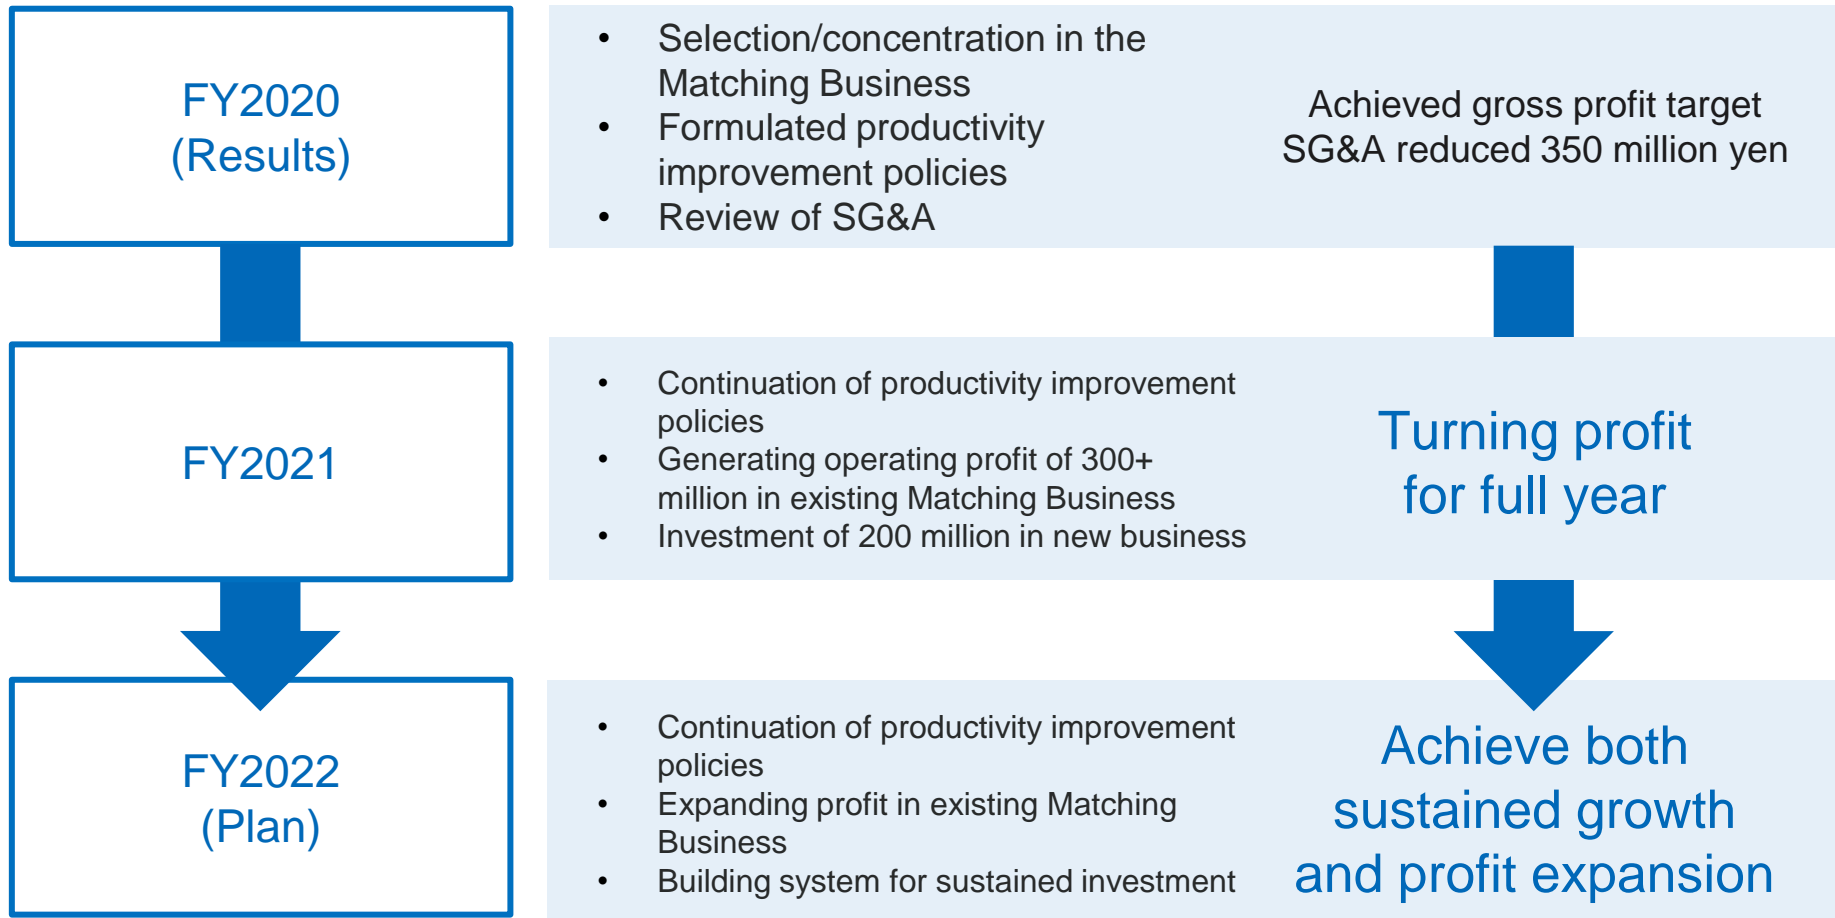 FY2020
(Results)
• Selection/concentration in the
Matching Business
• Formulated productivity
improvement policies
• Review of SG&A
Achieved gross profit target
SG&A reduced 350 million yen
FY2021
• Continuation of productivity improvement
policies
• Generating operating profit of 300+
million in existing Matching Business
• Investment of 200 million in new business
Turning profit
for full year
FY2022
(Plan)
• Continuation of productivity improvement
policies
• Expanding profit in existing Matching
Business
• Building system for sustained investment
Achieve both
sustained growth
and profit expansion